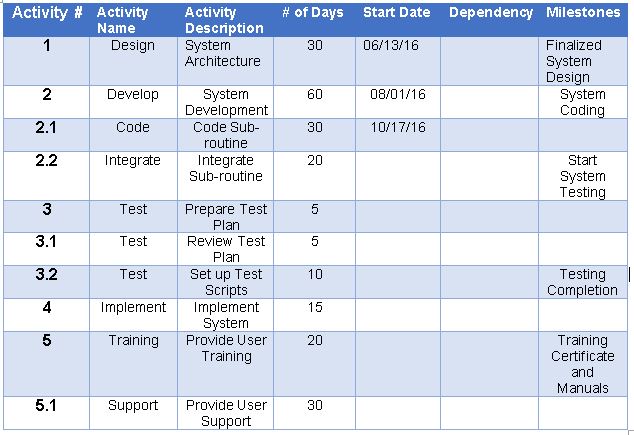 Activity # Activity Name Activity Description # of Days Start Date Dependency Milestones
1 Design System Architecture 30 06/13/16 Finalized System Design
2 Develop System Development 60 08/01/16 System Coding
2.1 Code Code Sub-routine 30 10/17/16
2.2 Integrate Integrate Sub-routine 20 Start System Testing
3 Test Prepare Test Plan 5
3.1 Test Review Test Plan 5
3.2 Test Set up Test Scripts 10 Testing Completion
4 Implement Implement System 15
5 Training Provide User Training 20 Training Certificate and Manuals
5.1 Support Provide User Support 30